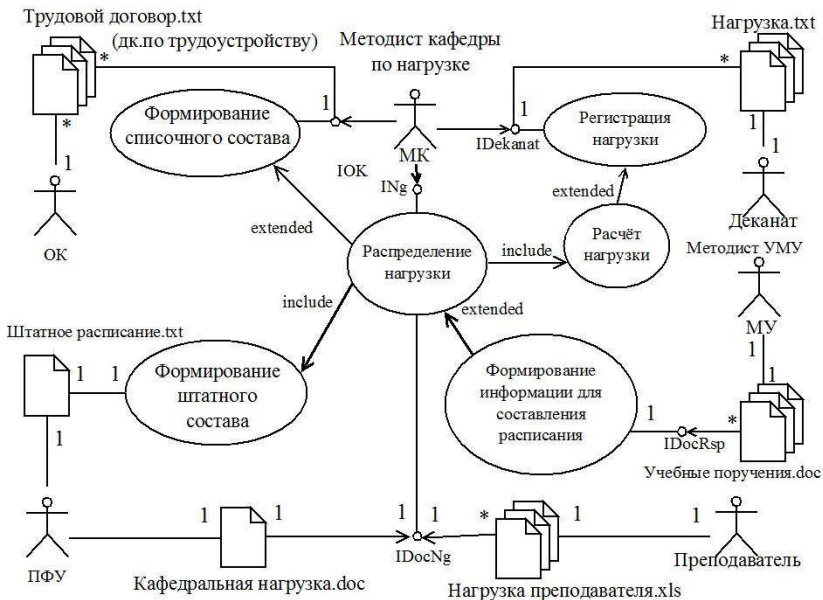 Трудовой договор.txt
(дк.по трудоустройству)
Методист кафедры
по нагрузке
Нагрузка.txt
*
*
1
1
*
1
1
1
Формирование
списочного состава
МК
IOK
INg
IDekanat
Регистрация
нагрузки
extended
ОК
extended
Распределение
нагрузки
include
Расчёт
нагрузки
Деканат
Методист УМУ
include
extended
МУ
1
Штатное расписание.txt
1
1
Формирование
штатного
состава
Формирование
информации для
составления
расписания
1
*
IDocRsp
Учебные поручения.doc
1
ПФУ
1
1
Кафедральная нагрузка.doc
1
1
IDocNg
*
1
1
Нагрузка преподавателя.xls
Преподаватель